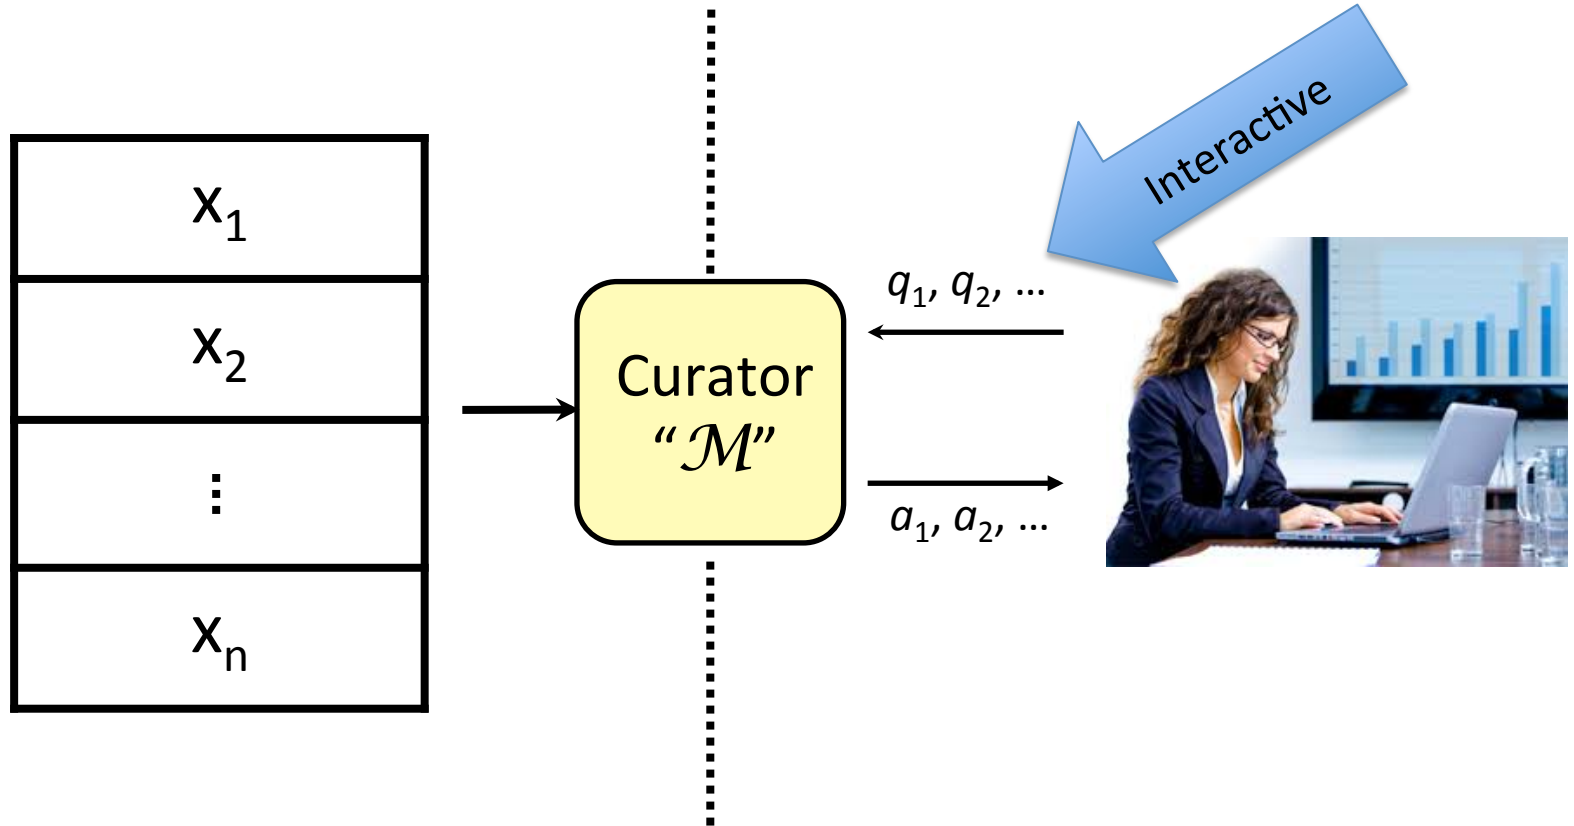 x₁
x₂
⋮
xₙ
Curator
“ℳ”
q₁, q₂, …
a₁, a₂, …
Interactive